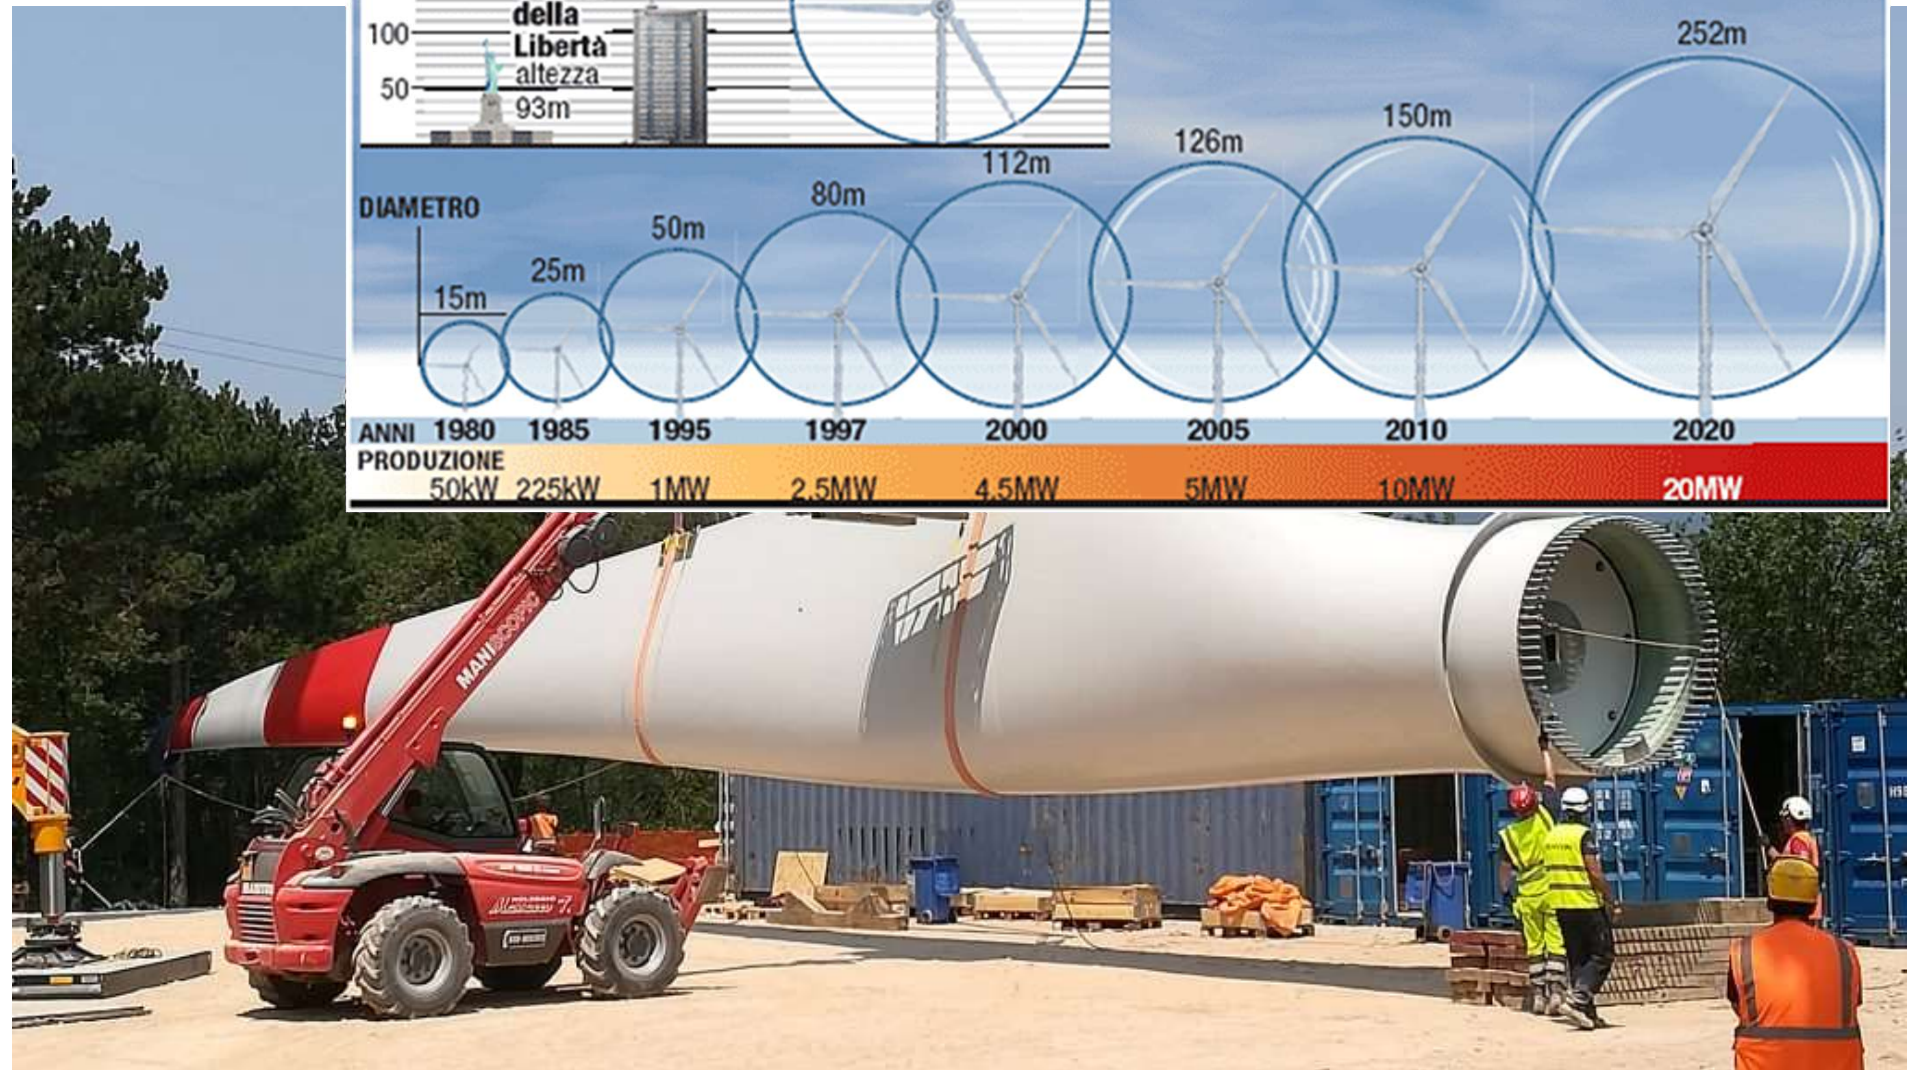 della
Libertà
altezza
93m
100
50
252m
150m
126m
112m
80m
50m
25m
15m
DIAMETRO
ANNI 1980 1985 1995 1997 2000 2005 2010 2020
PRODUZIONE
50kW 225kW 1MW 2.5MW 4.5MW 5MW 10MW 20MW
MANISCOPIC